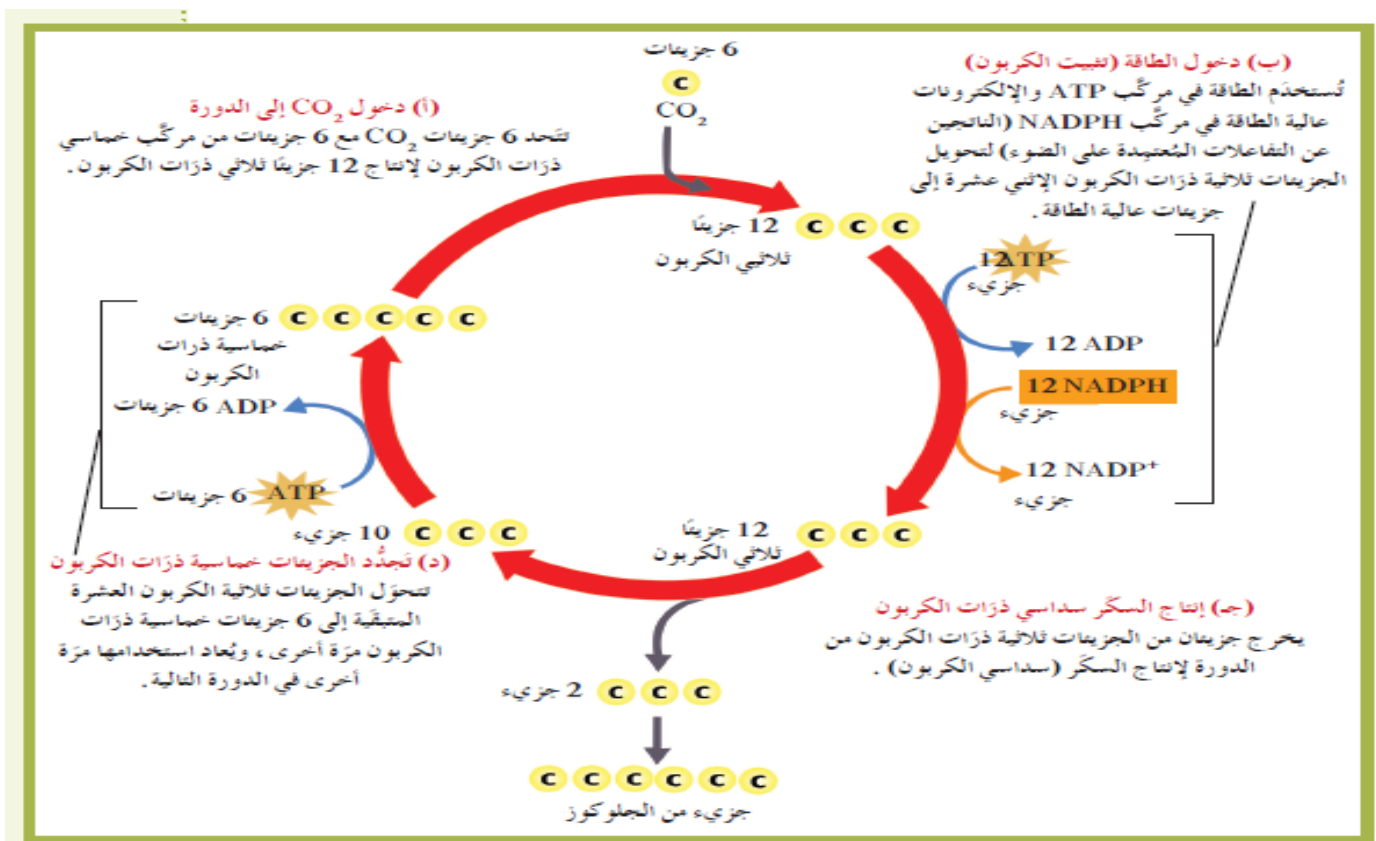 6 جزيئات
C
CO₂
(أ) دخول CO₂ إلى الدورة
تتحد 6 جزيئات CO₂ مع 6 جزيئات من مركَّب خماسي
ذرَات الكربون لإنتاج 12 جزيئًا ثلاثي ذرَات الكربون.
(ب) دخول الطاقة (تثبيت الكربون)
تُستخدَم الطاقة في مركَّب ATP والإلكترونات
عالية الطاقة في مركَّب NADPH (الناتجين
عن التفاعلات المُعتمِدة على الضوء) لتحويل
الجزيئات ثلاثية ذرَات الكربون الإثني عشرة إلى
جزيئات عالية الطاقة.
12 جزيئًا C C C
ثلاثيي الكربون
12ATP
جزيء
12 ADP
12 NADPH
جزيء
12 NADP⁺
جزيء
12 جزيئًا C C C
ثلاثي الكربون
(جـ) إنتاج السكَر سداسي ذرَات الكربون
يخرج جزيئان من الجزيئات ثلاثية ذرَات الكربون من
الدورة لإنتاج السكَر (سداسي الكربون).
2 جزيء C C C
C C C C C C
جزيء من الجلوكوز
10 جزيء C C C
(د) تَجدُّد الجزيئات خماسية ذرَات الكربون
تتحوَل الجزيئات ثلاثية الكربون العشرة
المتبقَية إلى 6 جزيئات خماسية ذرَات
الكربون مرَة أخرى، ويُعاد استخدامها مرَة
أخرى في الدورة التالية.
6 جزيئات ATP
6 جزيئات ADP
6 جزيئات C C C C C
خماسية ذرات
الكربون